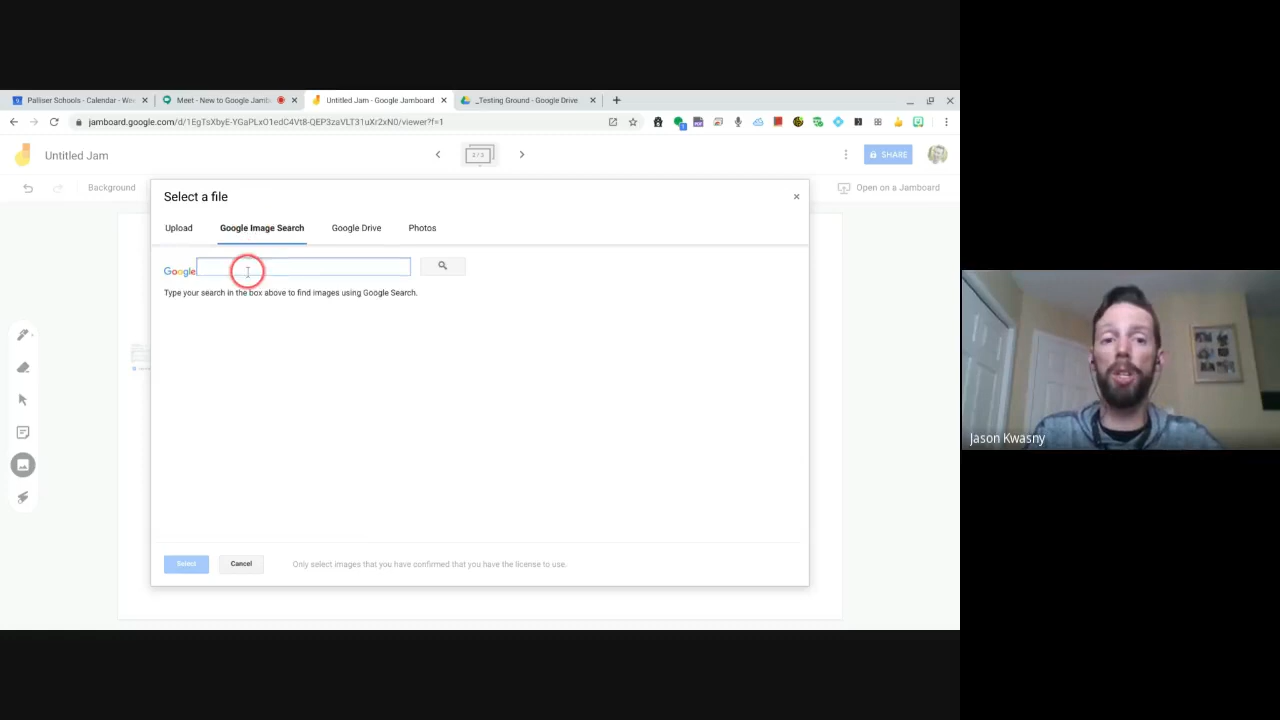 Palliser Schools - Calendar - Wee
Meet - New to Google Jamb
Untitled Jam - Google Jamboard
_Testing Ground - Google Drive
jamboard.google.com/d/1EgTsXbyE-YGaPLxO1edC4Vt8-QEP3zaVLT31uXr2xN0/viewer?f=1
Untitled Jam
2 / 2
SHARE
Background
Open on a Jamboard
Select a file
Upload
Google Image Search
Google Drive
Photos
Google
Type your search in the box above to find images using Google Search.
Select
Cancel
Only select images that you have confirmed that you have the license to use.
Jason Kwasny